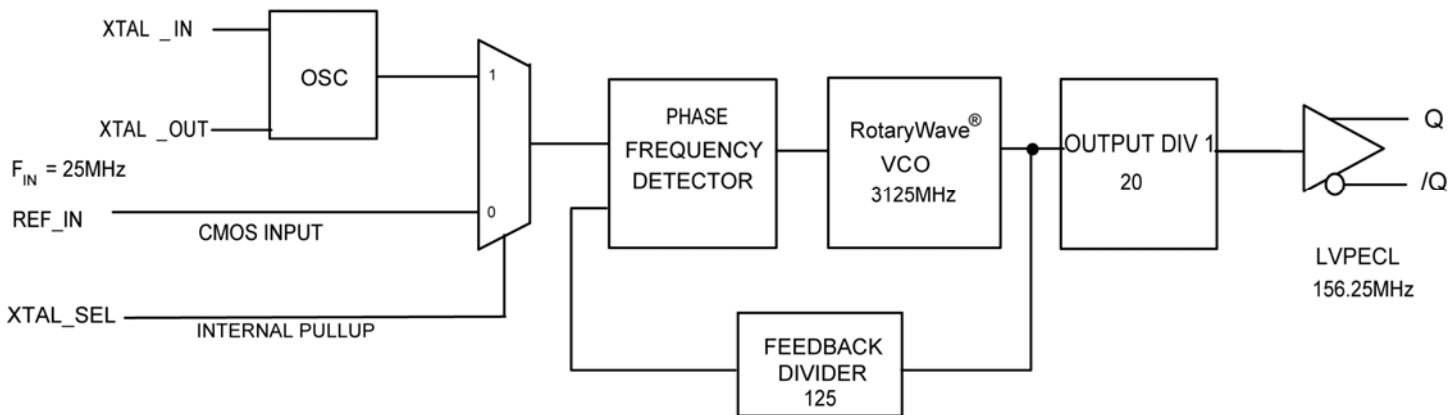 XTAL _IN
OSC
XTAL _OUT
F_IN = 25MHz
REF_IN
CMOS INPUT
XTAL_SEL
INTERNAL PULLUP
1
0
PHASE
FREQUENCY
DETECTOR
RotaryWave®
VCO
3125MHz
OUTPUT DIV 1
20
Q
/Q
LVPECL
156.25MHz
FEEDBACK
DIVIDER
125